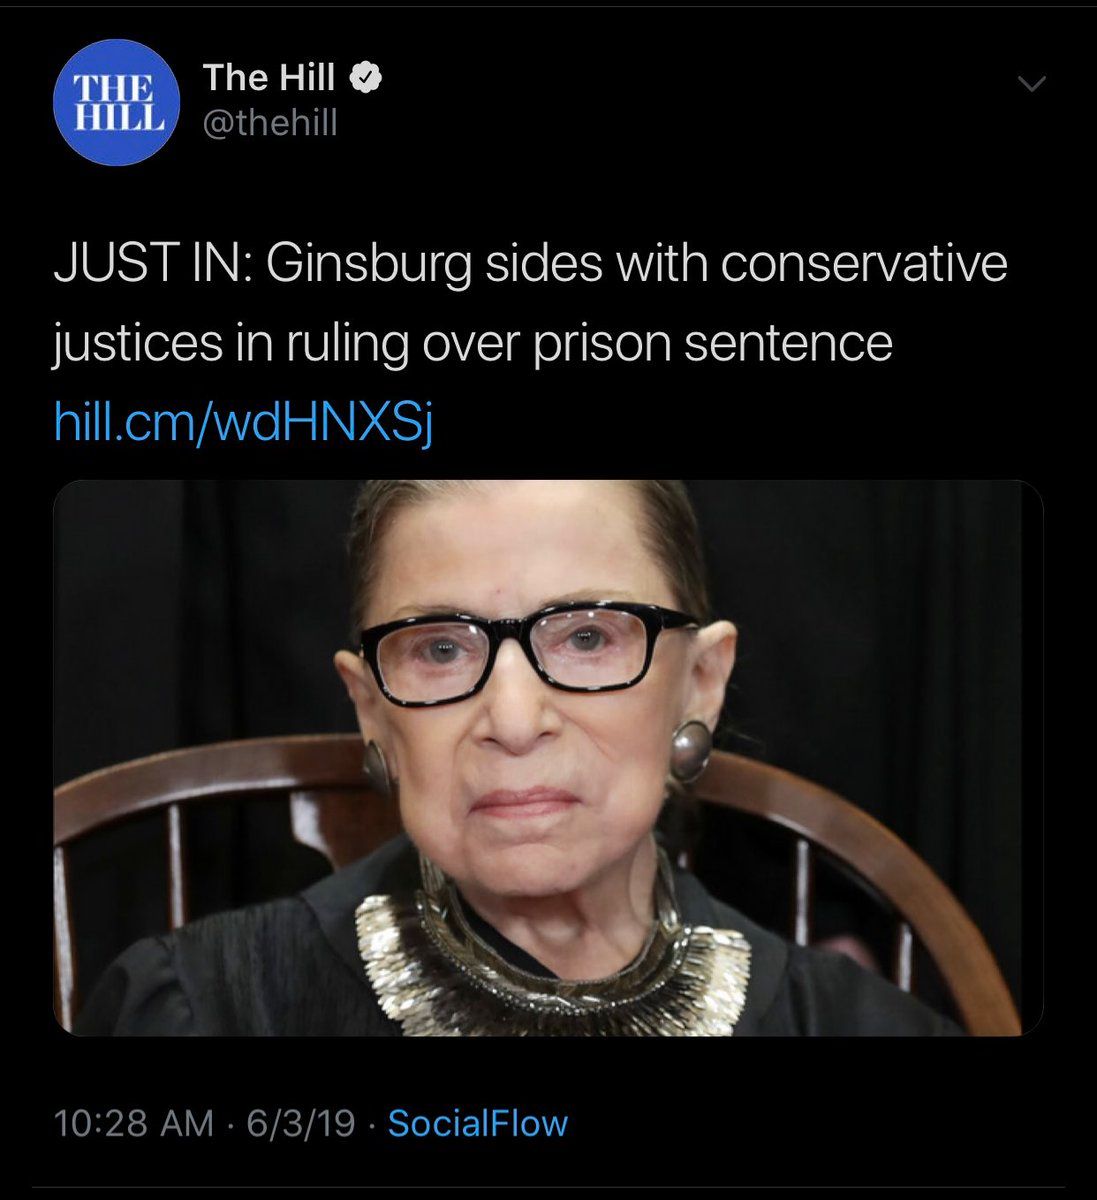 THE
HILL
The Hill
@thehill
JUST IN: Ginsburg sides with conservative
justices in ruling over prison sentence
hill.cm/wdHNXSj
10:28 AM · 6/3/19 · SocialFlow